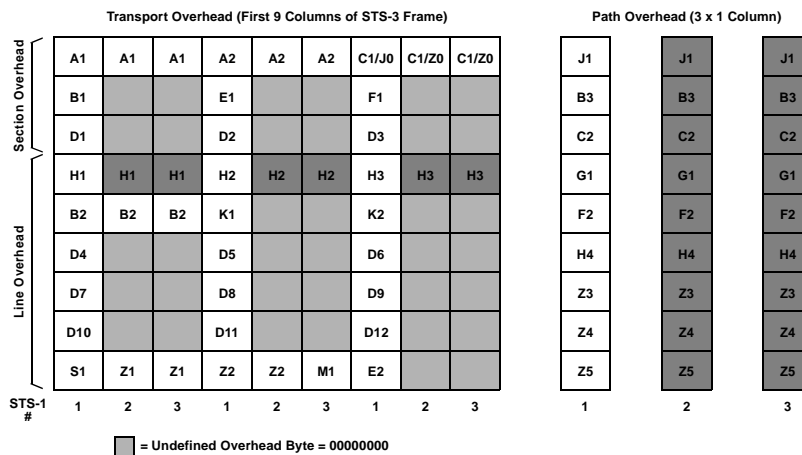 Transport Overhead (First 9 Columns of STS-3 Frame)
Path Overhead (3 x 1 Column)
Section Overhead
Line Overhead
A1 A1 A1 A2 A2 A2 C1/J0 C1/Z0 C1/Z0 J1 J1 J1
B1 E1 F1 B3 B3 B3
D1 D2 D3 C2 C2 C2
H1 H1 H1 H2 H2 H2 H3 H3 H3 G1 G1 G1
B2 B2 B2 K1 K2 F2 F2 F2
D4 D5 D6 H4 H4 H4
D7 D8 D9 Z3 Z3 Z3
D10 D11 D12 Z4 Z4 Z4
S1 Z1 Z1 Z2 Z2 M1 E2 Z5 Z5 Z5
STS-1
# 1 2 3 1 2 3 1 2 3 1 2 3
= Undefined Overhead Byte = 00000000